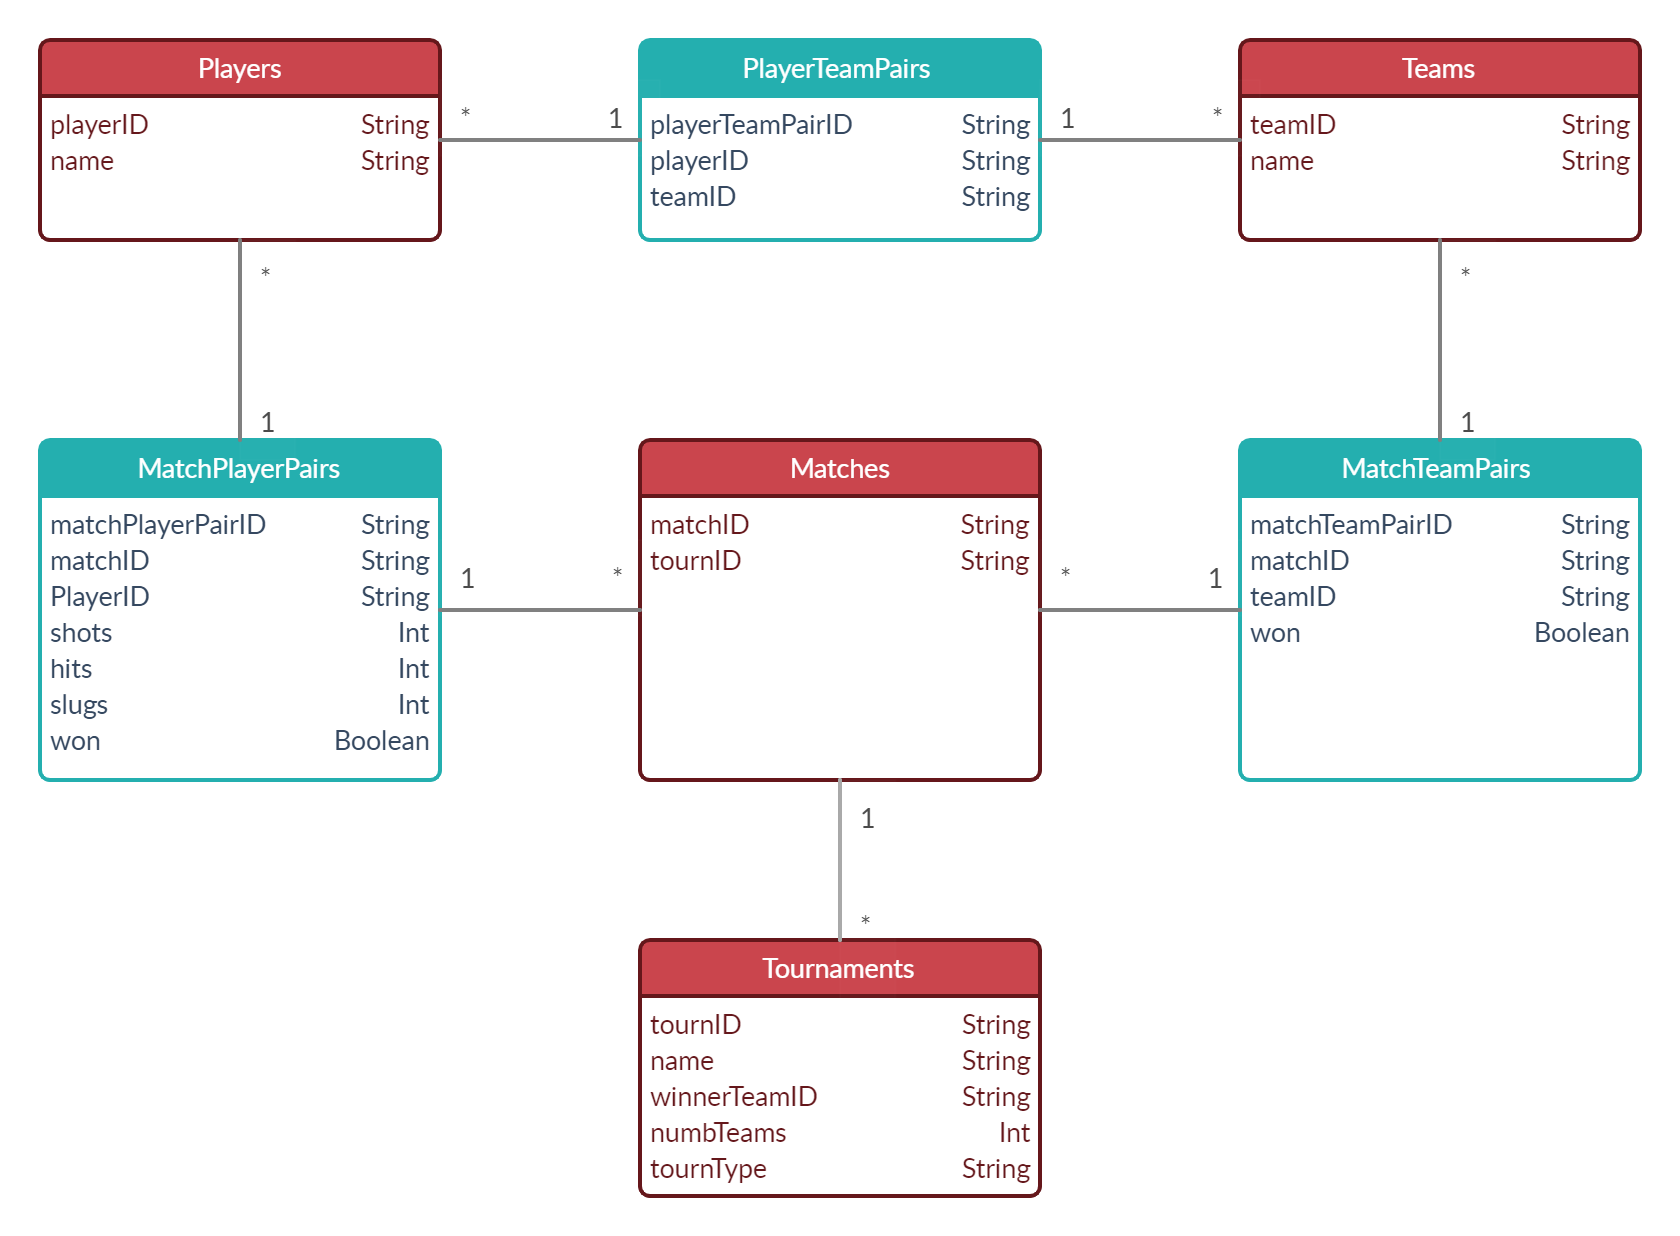 Players
playerID String
name String
* 1
PlayerTeamPairs
playerTeamPairID String
playerID String
teamID String
1 *
Teams
teamID String
name String
*
1
*
1
MatchPlayerPairs
matchPlayerPairID String
matchID String
PlayerID String
shots Int
hits Int
slugs Int
won Boolean
1 *
Matches
matchID String
tournID String
* 1
MatchTeamPairs
matchTeamPairID String
matchID String
teamID String
won Boolean
1
*
Tournaments
tournID String
name String
winnerTeamID String
numbTeams Int
tournType String